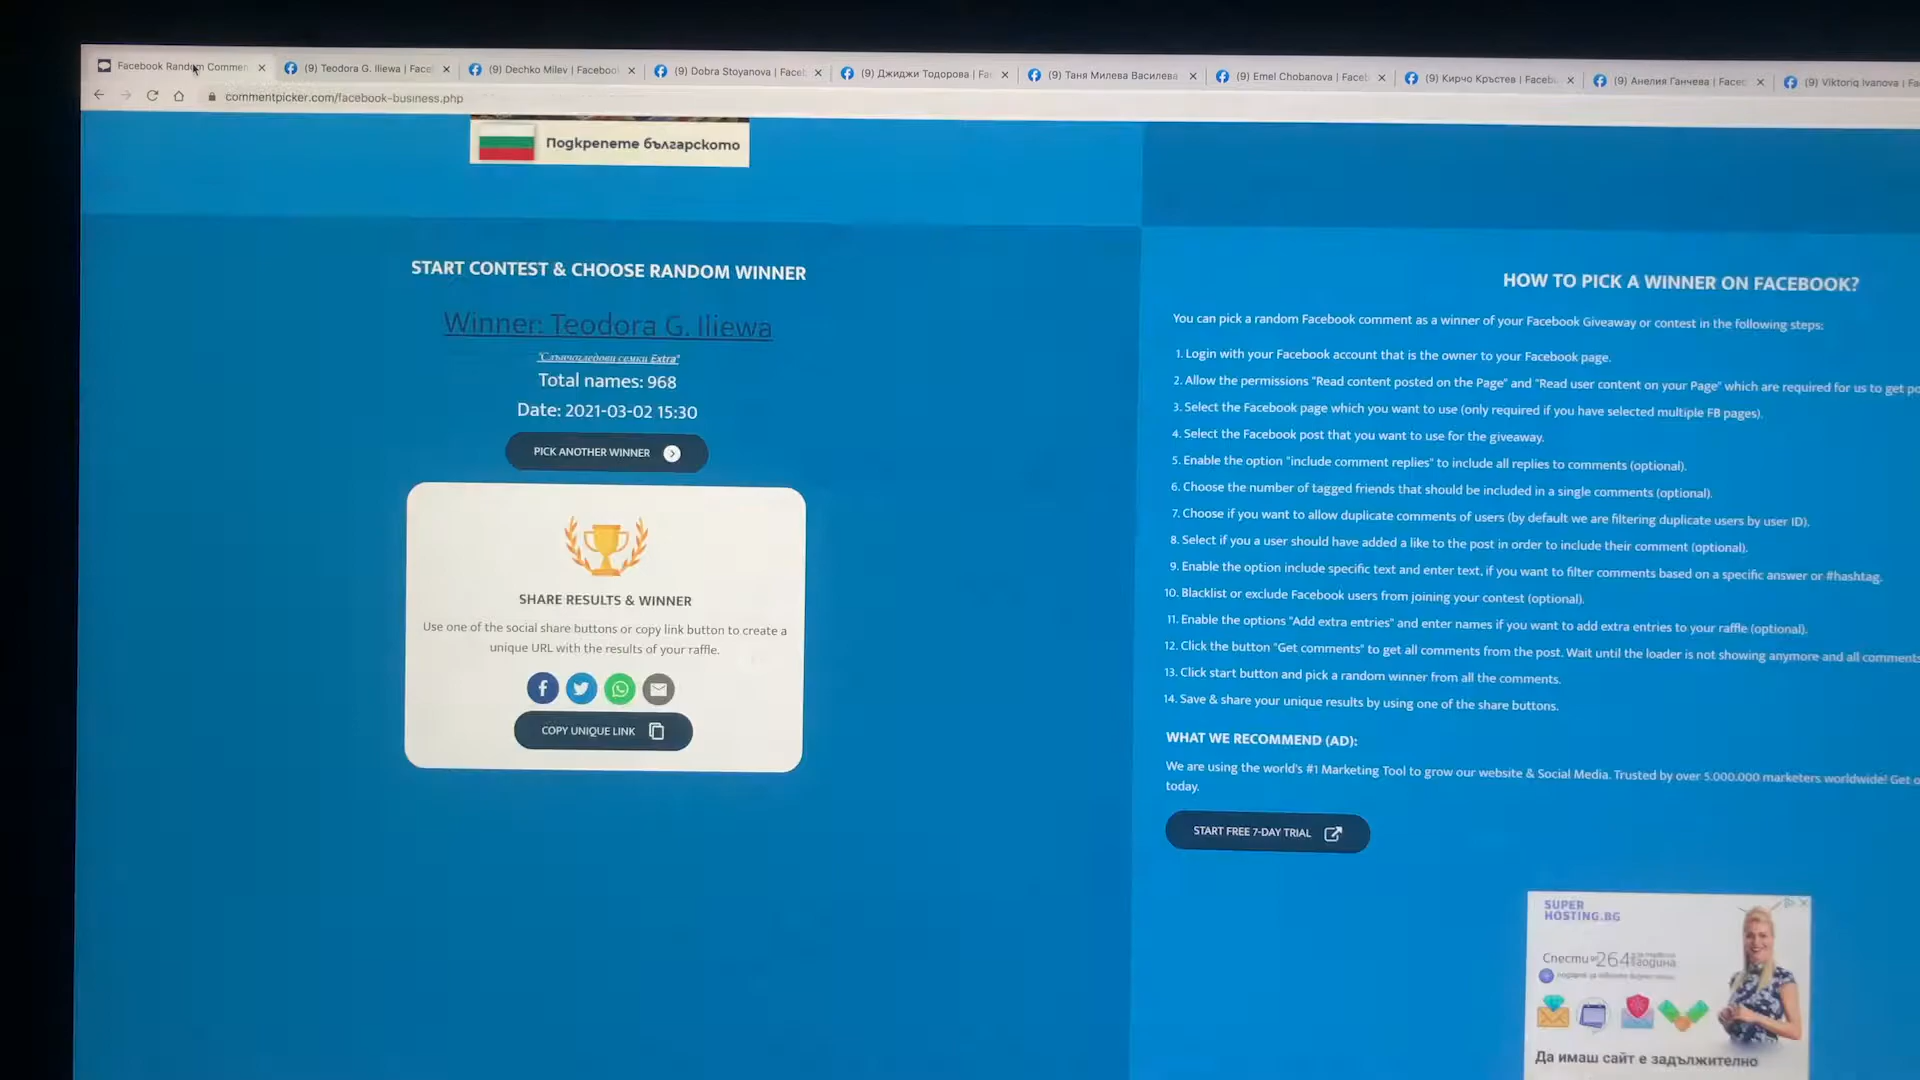 Facebook Random Commen
(9) Teodora G. Iliewa | Face
(9) Dechko Milev | Facebook
(9) Dobra Stoyanova | Faceb
(9) Джиджи Тодорова | Fa
(9) Таня Милева Василева
(9) Emel Chobanova | Faceb
(9) Кирчо Кръстев | Facebu
(9) Анелия Ганчева | Faceb
(9) Viktoriq Ivanova | Fa
commentpicker.com/facebook-business.php
Подкрепете българското
START CONTEST & CHOOSE RANDOM WINNER
Winner: Teodora G. Iliewa
"Слънчогледови семки Extra"
Total names: 968
Date: 2021-03-02 15:30
PICK ANOTHER WINNER
SHARE RESULTS & WINNER
Use one of the social share buttons or copy link button to create a
unique URL with the results of your raffle.
COPY UNIQUE LINK
HOW TO PICK A WINNER ON FACEBOOK?
You can pick a random Facebook comment as a winner of your Facebook Giveaway or contest in the following steps:
1. Login with your Facebook account that is the owner to your Facebook page.
2. Allow the permissions "Read content posted on the Page" and "Read user content on your Page" which are required for us to get po
3. Select the Facebook page which you want to use (only required if you have selected multiple FB pages).
4. Select the Facebook post that you want to use for the giveaway.
5. Enable the option "include comment replies" to include all replies to comments (optional).
6. Choose the number of tagged friends that should be included in a single comments (optional).
7. Choose if you want to allow duplicate comments of users (by default we are filtering duplicate users by user ID).
8. Select if you a user should have added a like to the post in order to include their comment (optional).
9. Enable the option include specific text and enter text, if you want to filter comments based on a specific answer or #hashtag.
10. Blacklist or exclude Facebook users from joining your contest (optional).
11. Enable the options "Add extra entries" and enter names if you want to add extra entries to your raffle (optional).
12. Click the button "Get comments" to get all comments from the post. Wait until the loader is not showing anymore and all comments
13. Click start button and pick a random winner from all the comments.
14. Save & share your unique results by using one of the share buttons.
WHAT WE RECOMMEND (AD):
We are using the world's #1 Marketing Tool to grow our website & Social Media. Trusted by over 5.000.000 marketers worldwide! Get o
today.
START FREE 7-DAY TRIAL
SUPER
HOSTING.BG
Спести 264 година
Да имаш сайт е задължително